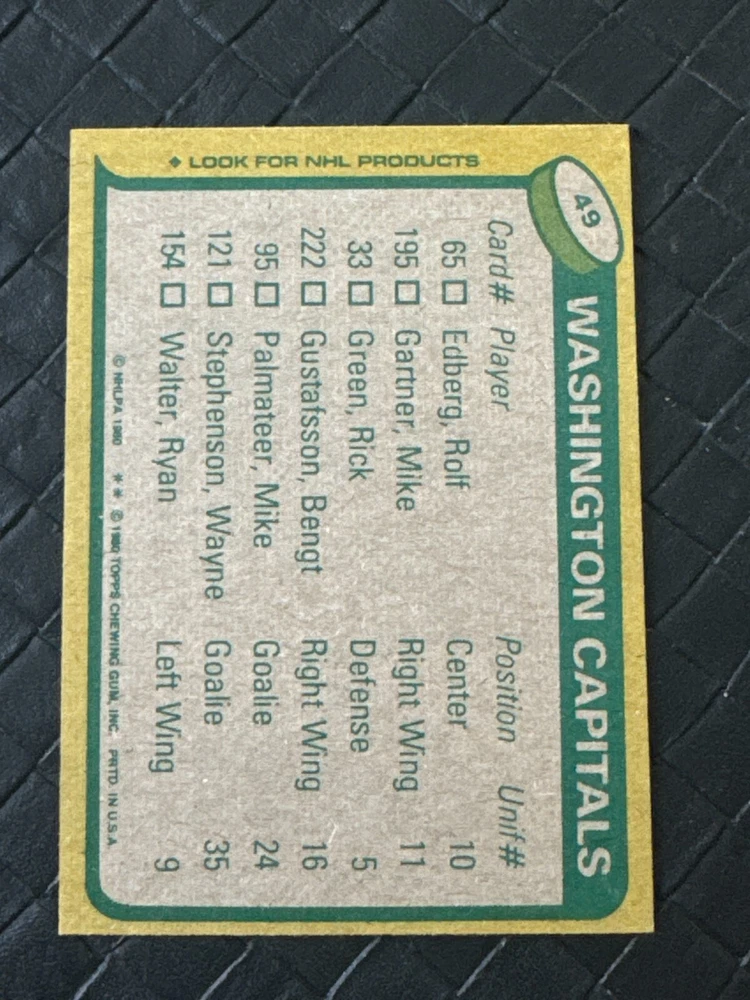 49
WASHINGTON CAPITALS
Card# Player Position Unif#
65 □ Edberg, Rolf Center 10
195 □ Gartner, Mike Right Wing 11
33 □ Green, Rick Defense 5
222 □ Gustafsson, Bengt Right Wing 16
95 □ Palmateer, Mike Goalie 24
121 □ Stephenson, Wayne Goalie 35
154 □ Walter, Ryan Left Wing 9
◆ LOOK FOR NHL PRODUCTS
© NHLPA 1980 ** © 1980 TOPPS CHEWING GUM, INC. PRTD. IN U.S.A